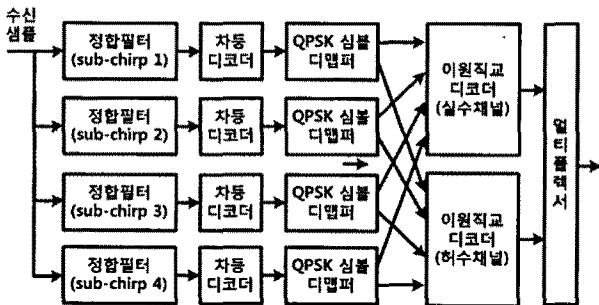 수신
샘플
정합필터
(sub-chirp 1)
차등
디코더
QPSK 심볼
디맵퍼
정합필터
(sub-chirp 2)
차등
디코더
QPSK 심볼
디맵퍼
정합필터
(sub-chirp 3)
차등
디코더
QPSK 심볼
디맵퍼
정합필터
(sub-chirp 4)
차등
디코더
QPSK 심볼
디맵퍼
이원직교
디코더
(실수채널)
이원직교
디코더
(허수채널)
멀티플렉서